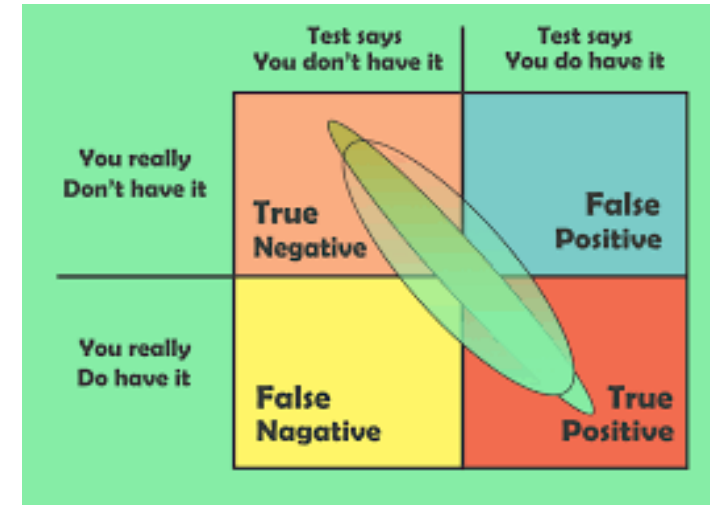 Test says
You don't have it
Test says
You do have it
You really
Don't have it
True
Negative
False
Positive
You really
Do have it
False
Nagative
True
Positive